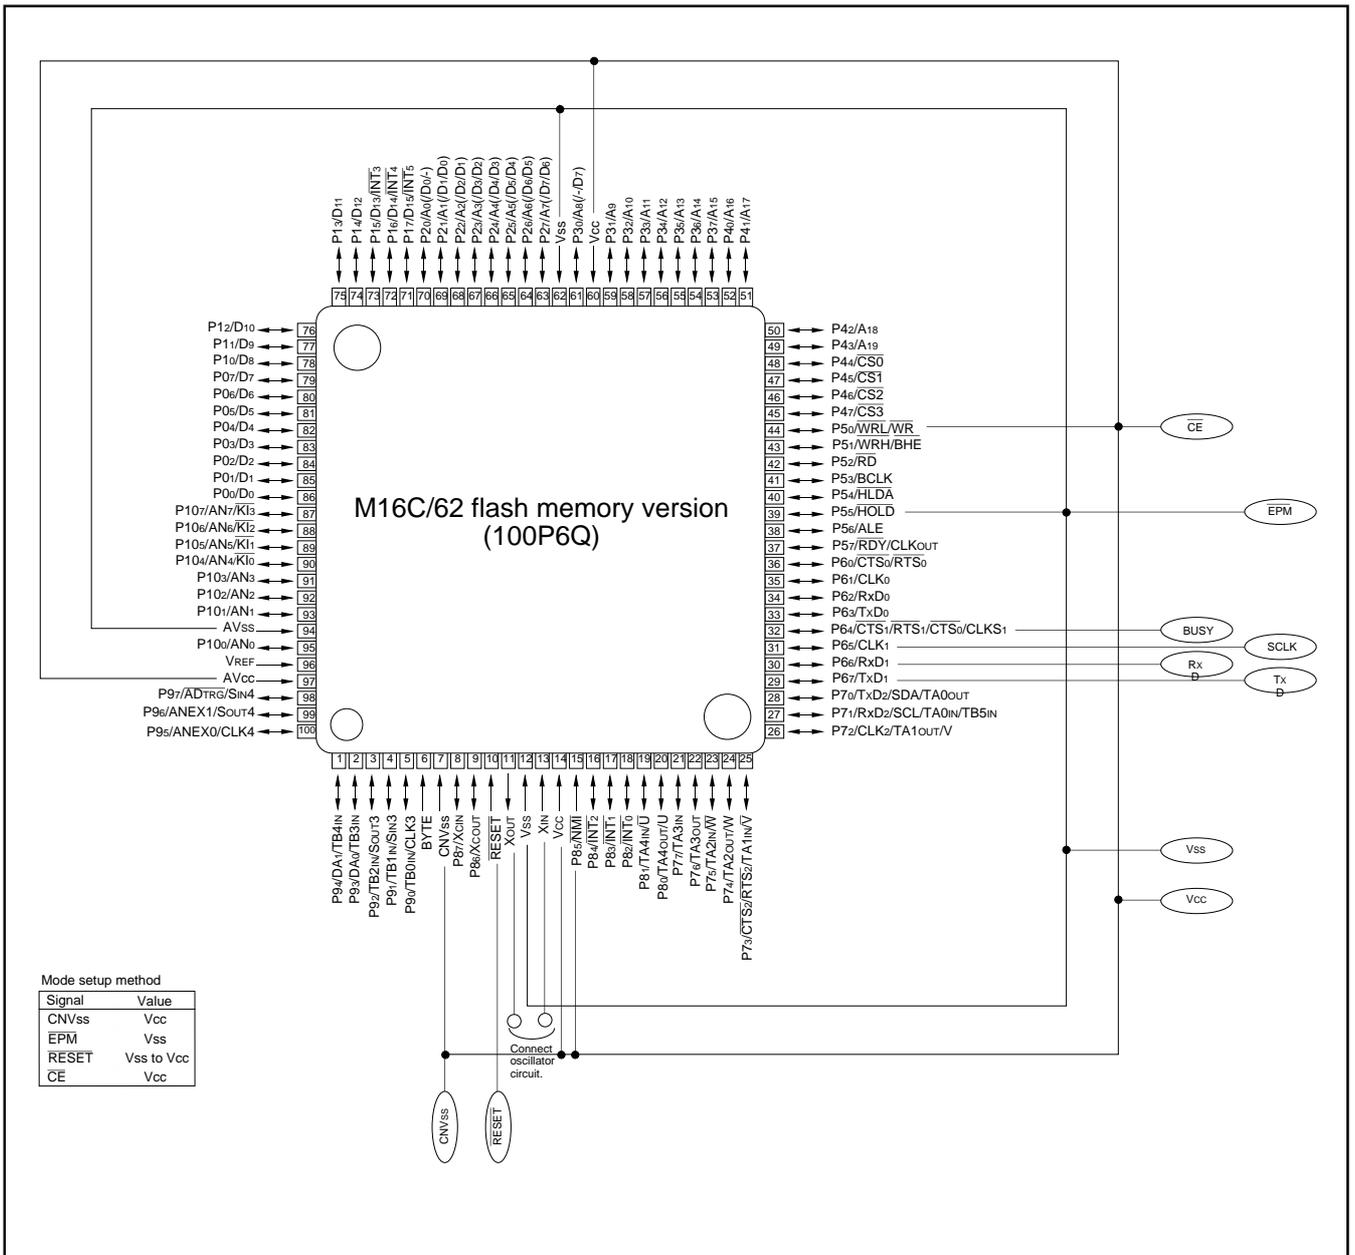 P13/D11
P14/D12
P15/D13/INT3
P16/D14/INT4
P17/D15/INT5
P20/A0(D0/-)
P21/A1(/D1/D0)
P22/A2(/D2/D1)
P23/A3(/D3/D2)
P24/A4(/D4/D3)
P25/A5(/D5/D4)
P26/A6(/D6/D5)
P27/A7(/D7/D6)
Vss
P30/A8(/-/D7)
Vcc
P31/A9
P32/A10
P33/A11
P34/A12
P35/A13
P36/A14
P37/A15
P40/A16
P41/A17
75 74 73 72 71 70 69 68 67 66 65 64 63 62 61 60 59 58 57 56 55 54 53 52 51
P12/D10 76
P11/D9 77
P10/D8 78
P07/D7 79
P06/D6 80
P05/D5 81
P04/D4 82
P03/D3 83
P02/D2 84
P01/D1 85
P00/D0 86
P107/AN7/KI3 87
P106/AN6/KI2 88
P105/AN5/KI1 89
P104/AN4/KI0 90
P103/AN3 91
P102/AN2 92
P101/AN1 93
AVss 94
P100/AN0 95
VREF 96
AVcc 97
P97/ADTRG/SIN4 98
P96/ANEX1/SOUT4 99
P95/ANEX0/CLK4 100
M16C/62 flash memory version
(100P6Q)
50 P42/A18
49 P43/A19
48 P44/CS0
47 P45/CS1
46 P46/CS2
45 P47/CS3
44 P50/WRL/WR
43 P51/WRH/BHE
42 P52/RD
41 P53/BCLK
40 P54/HLDA
39 P55/HOLD
38 P56/ALE
37 P57/RDY/CLKOUT
36 P60/CTS0/RTS0
35 P61/CLK0
34 P62/RxD0
33 P63/TxD0
32 P64/CTS1/RTS1/CTS0/CLKS1
31 P65/CLK1
30 P66/RxD1
29 P67/TxD1
28 P70/TxD2/SDA/TA0OUT
27 P71/RxD2/SCL/TA0IN/TB5IN
26 P72/CLK2/TA1OUT/V
CE
EPM
BUSY
SCLK
Rx
D
Tx
D
Vss
Vcc
1 2 3 4 5 6 7 8 9 10 11 12 13 14 15 16 17 18 19 20 21 22 23 24 25
P94/DA1/TB4IN
P93/DA0/TB3IN
P92/TB2IN/SOUT3
P91/TB1IN/SIN3
P90/TB0IN/CLK3
BYTE
CNVss
P87/XCIN
P86/XCOUT
RESET
XOUT
Vss
XIN
Vcc
P85/NMI
P84/INT2
P83/INT1
P82/INT0
P81/TA4IN/U
P80/TA4OUT/U
P77/TA3IN
P76/TA3OUT
P75/TA2IN/W
P74/TA2OUT/W
P73/CTS2/RTS2/TA1IN/V
Connect
oscillator
circuit.
CNVss
RESET
Mode setup method
Signal Value
CNVss Vcc
EPM Vss
RESET Vss to Vcc
CE Vcc